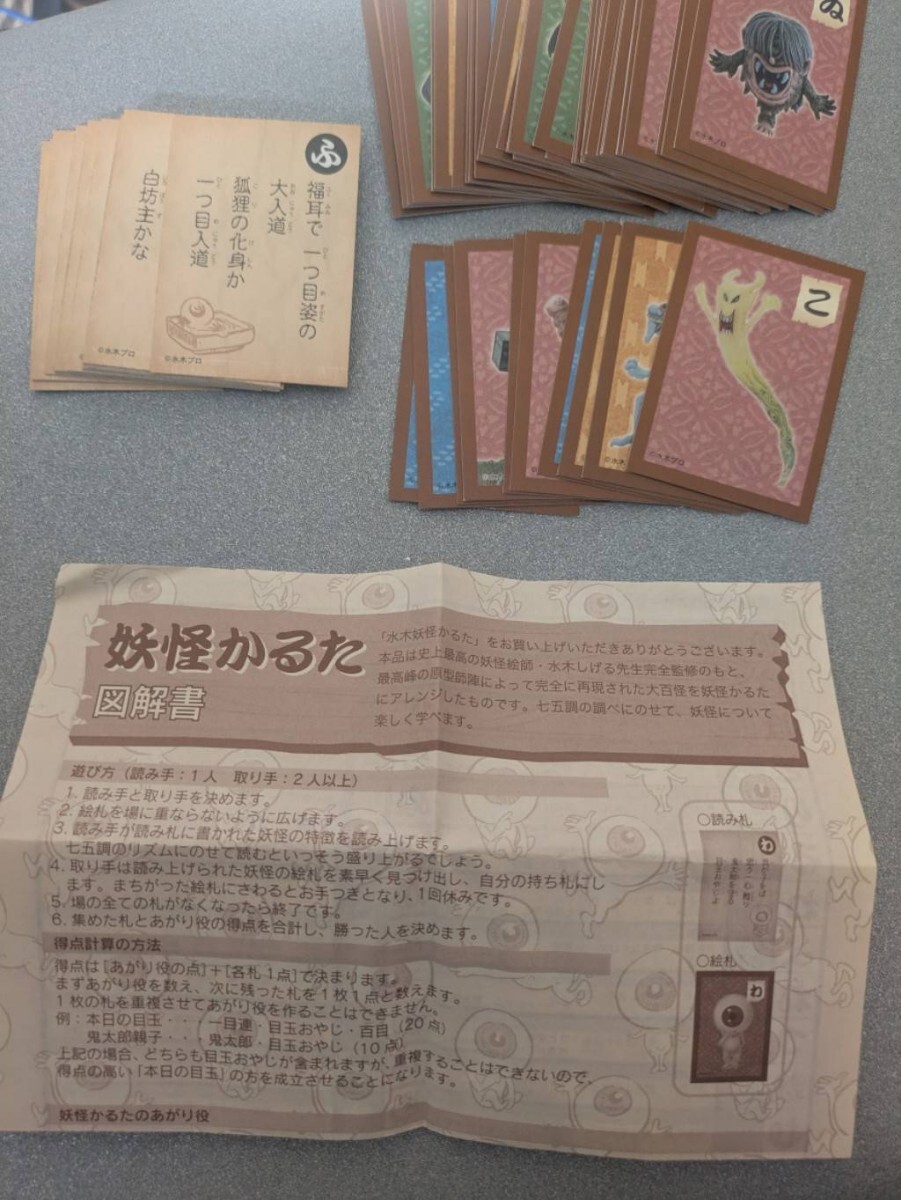 ふ
福耳で 一つ目姿の
大入道
狐狸の化身か
一つ目入道
©水木プロ
白坊主かな
©水木プロ
ゐ
©水木プロ
©水木プロ
こ
©水木プロ
妖怪かるた
図解書
「水木妖怪かるた」をお買い上げいただきありがとうございます。
本品は史上最高の妖怪絵師・水木しげる先生完全監修のもと、
最高峰の原型師陣によって完全に再現された大百怪を妖怪かるた
にアレンジしたものです。七五調の調べにのせて、妖怪について
楽しく学べます。
遊び方（読み手：1人 取り手：2人以上）
1. 読み手と取り手を決めます。
2. 絵札を場に重ならないように広げます。
3. 読み手が読み札に書かれた妖怪の特徴を読み上げます。
七五調のリズムにのせて読むといっそう盛り上がるでしょう。
4. 取り手は読み上げられた妖怪の絵札を素早く見つけ出し、自分の持ち札にし
ます。まちがった絵札にさわるとお手つきとなり、1回休みです。
5. 場の全ての札がなくなったら終了です。
6. 集めた札とあがり役の得点を合計し、勝った人を決めます。
○読み札
わ
○絵札
わ
得点計算の方法
得点は［あがり役の点］＋［各札1点］で決まります。
まずあがり役を数え、次に残った札を1枚1点と数えます。
1枚の札を重複させてあがり役を作ることはできません。
例：本日の目玉・・・一目連・目玉おやじ・百目（20点）
鬼太郎親子・・・鬼太郎・目玉おやじ（10点）
上記の場合、どちらも目玉おやじが含まれますが、重複することはできないので、
得点の高い「本日の目玉」の方を成立させることになります。
妖怪かるたのあがり役